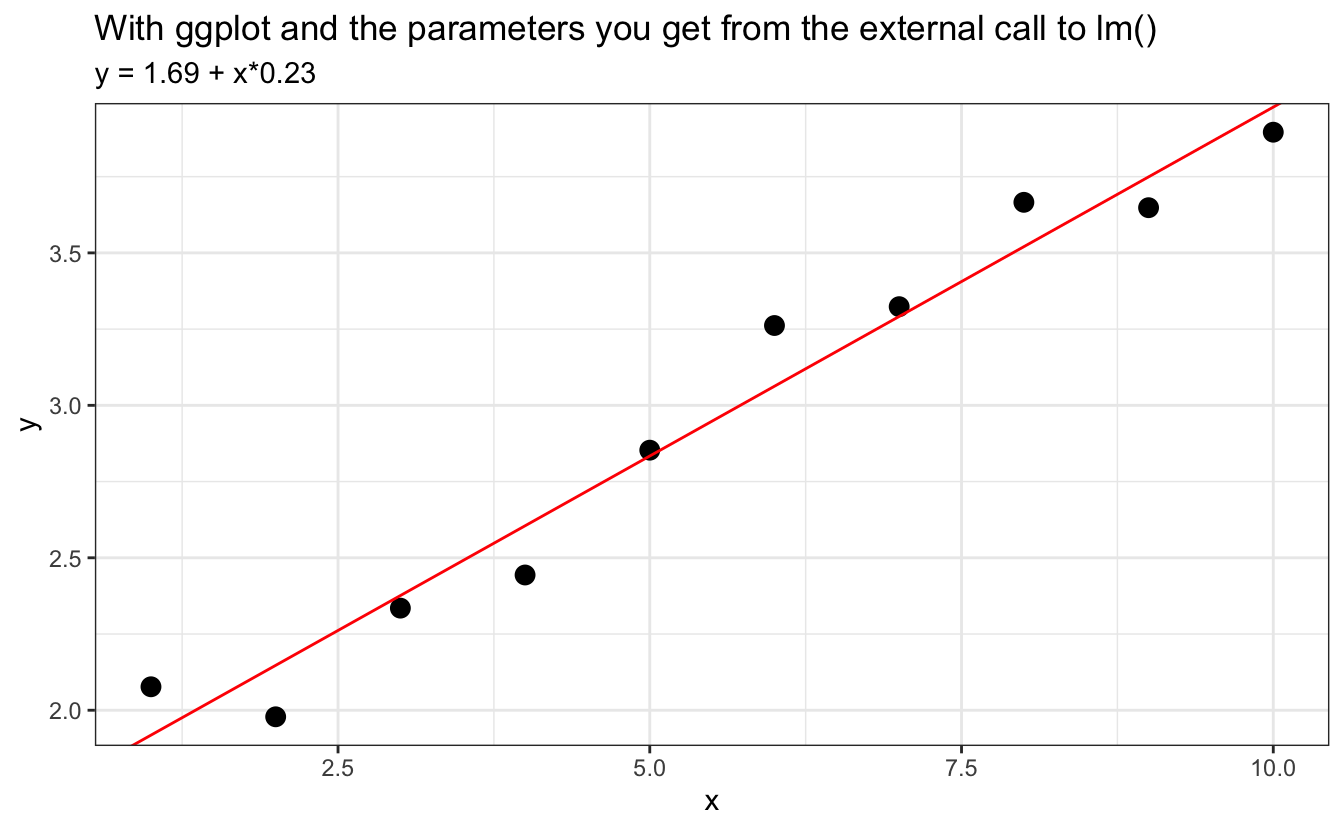 With ggplot and the parameters you get from the external call to lm()
y = 1.69 + x*0.23
3.5
3.0
2.5
2.0
y
2.5
5.0
7.5
10.0
x